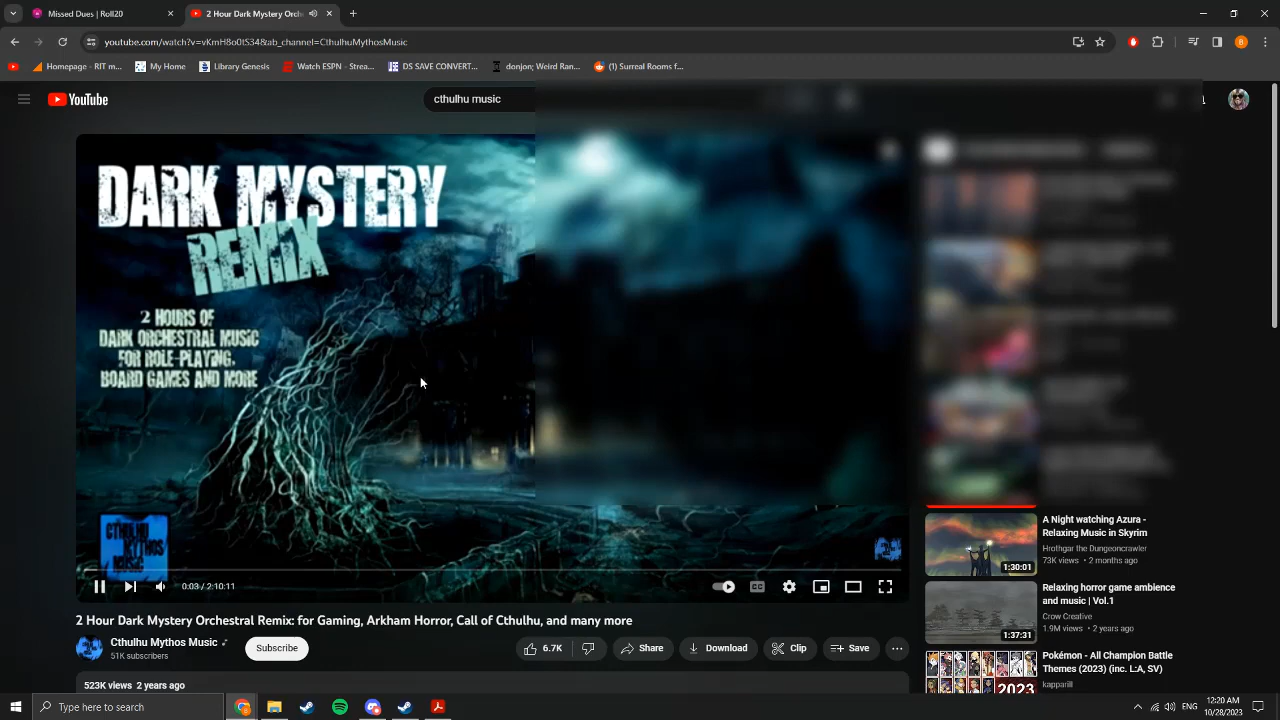 Missed Dues | Roll20
2 Hour Dark Mystery Orch
youtube.com/watch?v=vKmH8o0tS34&ab_channel=CthulhuMythosMusic
Homepage - RIT m...
My Home
Library Genesis
Watch ESPN - Strea...
DS SAVE CONVERT...
donjon; Weird Ran...
(1) Surreal Rooms f...
B
YouTube
cthulhu music
DARK MYSTERY
REMIX
2 HOURS OF
DARK ORCHESTRAL MUSIC
FOR ROLE-PLAYING,
BOARD GAMES AND MORE
CTHULHU
MYTHOS
MUSIC
0:03 / 2:10:11
CC
2 Hour Dark Mystery Orchestral Remix: for Gaming, Arkham Horror, Call of Cthulhu, and many more
Cthulhu Mythos Music
51K subscribers
Subscribe
6.7K
Share
Download
Clip
Save
523K views 2 years ago
A Night watching Azura -
Relaxing Music in Skyrim
Hrothgar the Dungeoncrawler
73K views • 2 months ago
1:30:01
Relaxing horror game ambience
and music | Vol.1
Crow Creative
1.9M views • 2 years ago
1:37:31
Pokémon - All Champion Battle
Themes (2023) (inc. L:A, SV)
kapparill
2023
Type here to search
ENG
12:20 AM
10/28/2023